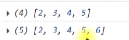 ▸ (4) [2, 3, 4, 5]
▸ (5) [2, 3, 4, 5, 6]